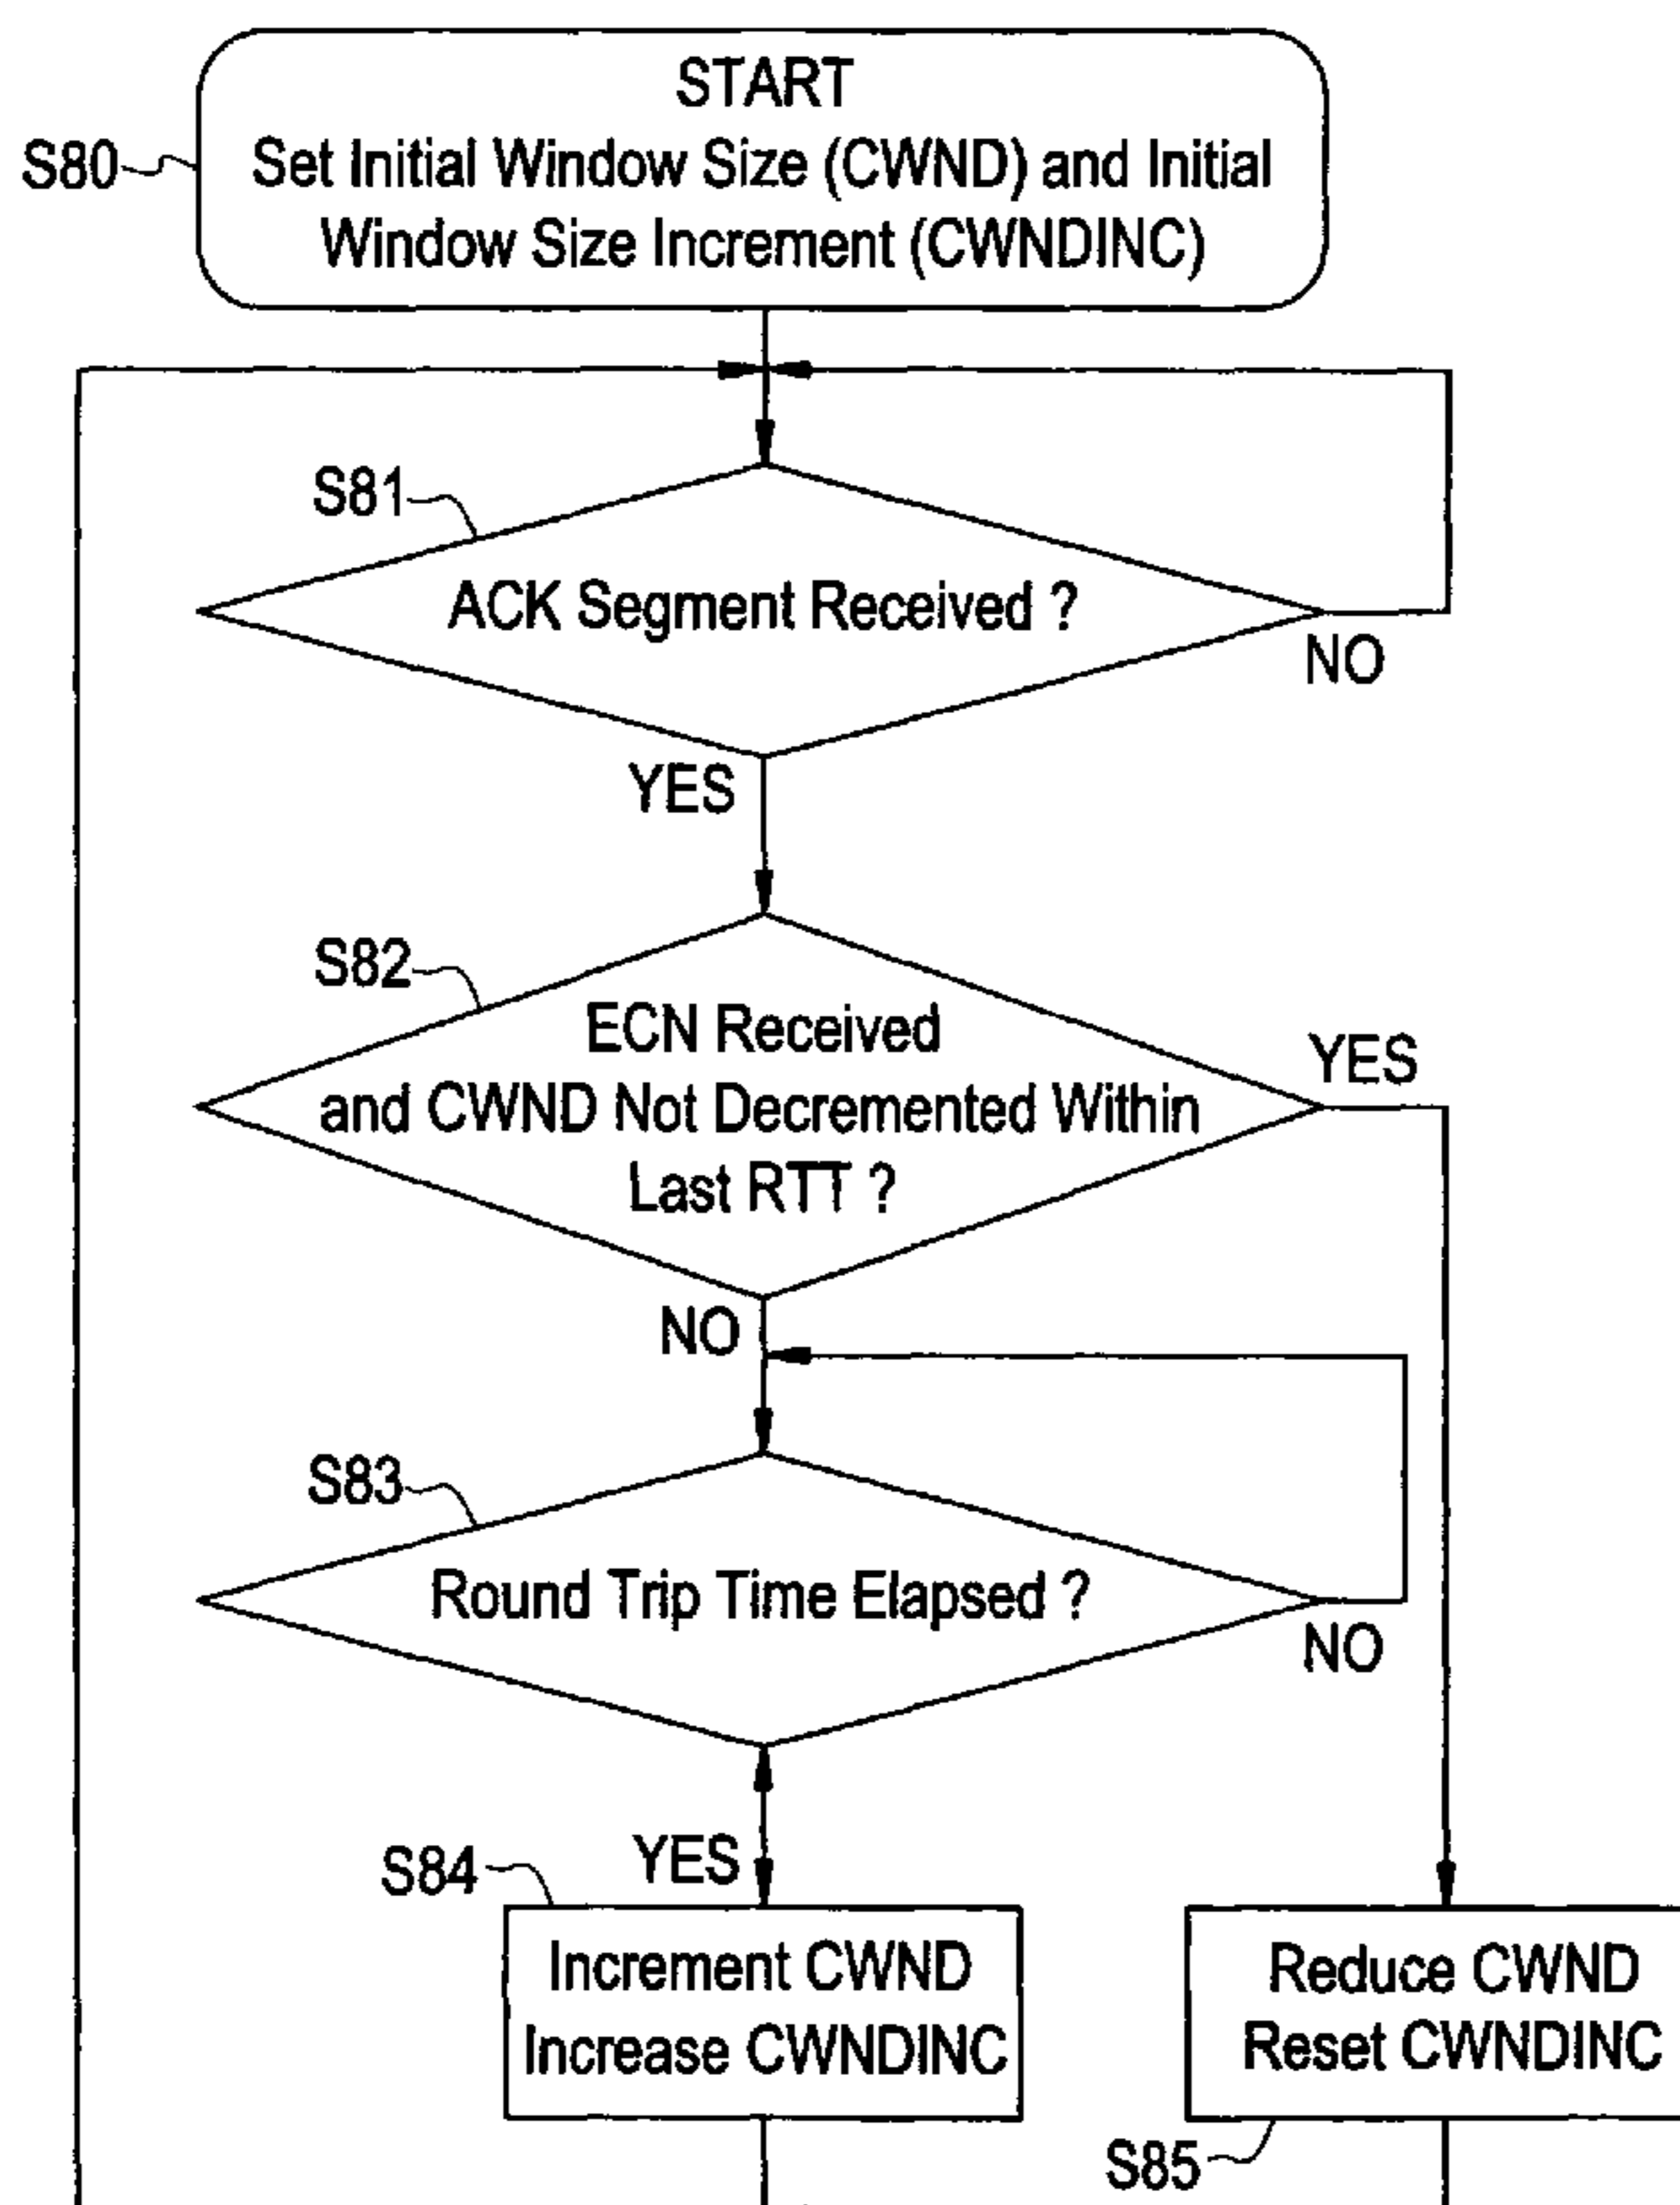 START
S80
Set Initial Window Size (CWND) and Initial
Window Size Increment (CWNDINC)
S81
ACK Segment Received ?
NO
YES
S82
ECN Received
and CWND Not Decremented Within
Last RTT ?
YES
NO
S83
Round Trip Time Elapsed ?
NO
YES
S84
Increment CWND
Increase CWNDINC
Reduce CWND
Reset CWNDINC
S85